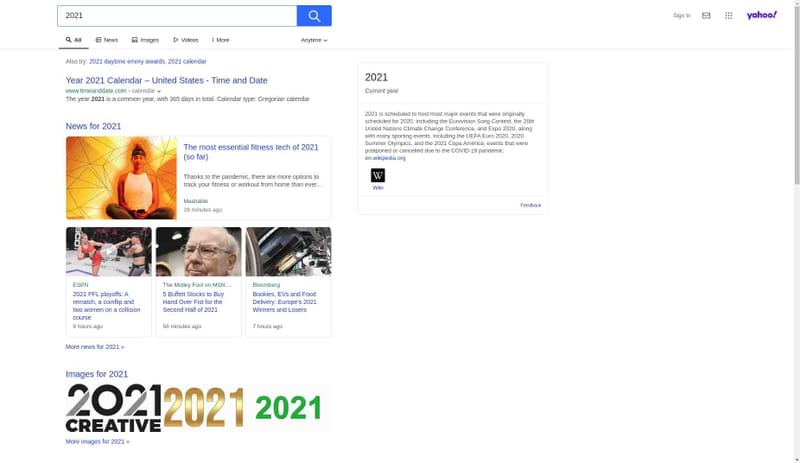 2021
Sign In
yahoo!
All
News
Images
Videos
More
Anytime
Also try: 2021 daytime emmy awards, 2021 calendar
Year 2021 Calendar – United States - Time and Date
www.timeanddate.com › calendar
The year 2021 is a common year, with 365 days in total. Calendar type: Gregorian calendar
News for 2021
The most essential fitness tech of 2021
(so far)
Thanks to the pandemic, there are more options to
track your fitness or workout from home than ever...
Mashable
28 minutes ago
ESPN
2021 PFL playoffs: A
rematch, a coinflip and
two women on a collision
course
6 hours ago
The Motley Fool on MSN....
5 Buffett Stocks to Buy
Hand Over Fist for the
Second Half of 2021
56 minutes ago
Bloomberg
Bookies, EVs and Food
Delivery: Europe's 2021
Winners and Losers
7 hours ago
More news for 2021 »
Images for 2021
2021
CREATIVE
2021
2021
More images for 2021 »
2021
Current year
2021 is scheduled to host most major events that were originally
scheduled for 2020, including the Eurovision Song Contest, the 26th
United Nations Climate Change Conference, and Expo 2020, along
with many sporting events, including the UEFA Euro 2020, 2020
Summer Olympics, and the 2021 Copa América; events that were
postponed or canceled due to the COVID-19 pandemic.
en.wikipedia.org
W
Wiki
Feedback